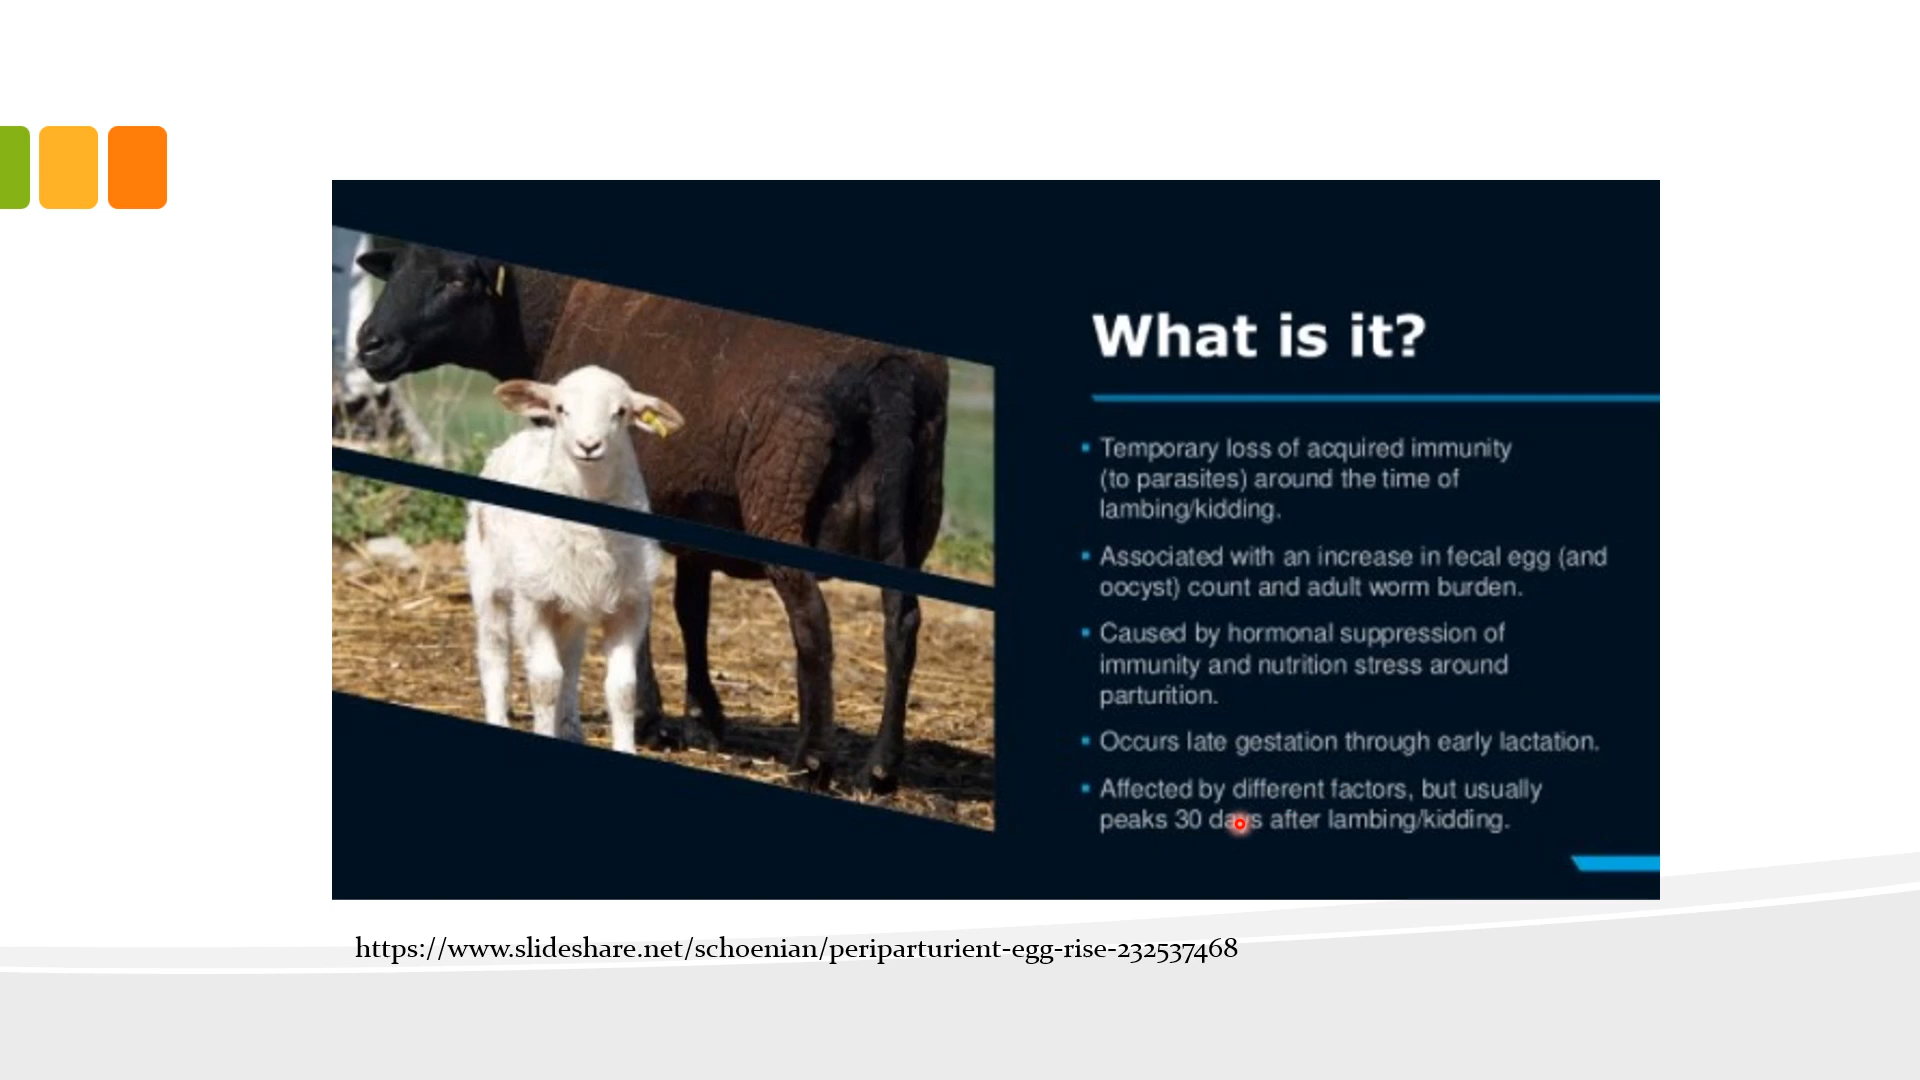 What is it?
▪ Temporary loss of acquired immunity
(to parasites) around the time of
lambing/kidding.
▪ Associated with an increase in fecal egg (and
oocyst) count and adult worm burden.
▪ Caused by hormonal suppression of
immunity and nutrition stress around
parturition.
▪ Occurs late gestation through early lactation.
▪ Affected by different factors, but usually
peaks 30 days after lambing/kidding.
https://www.slideshare.net/schoenian/periparturient-egg-rise-232537468